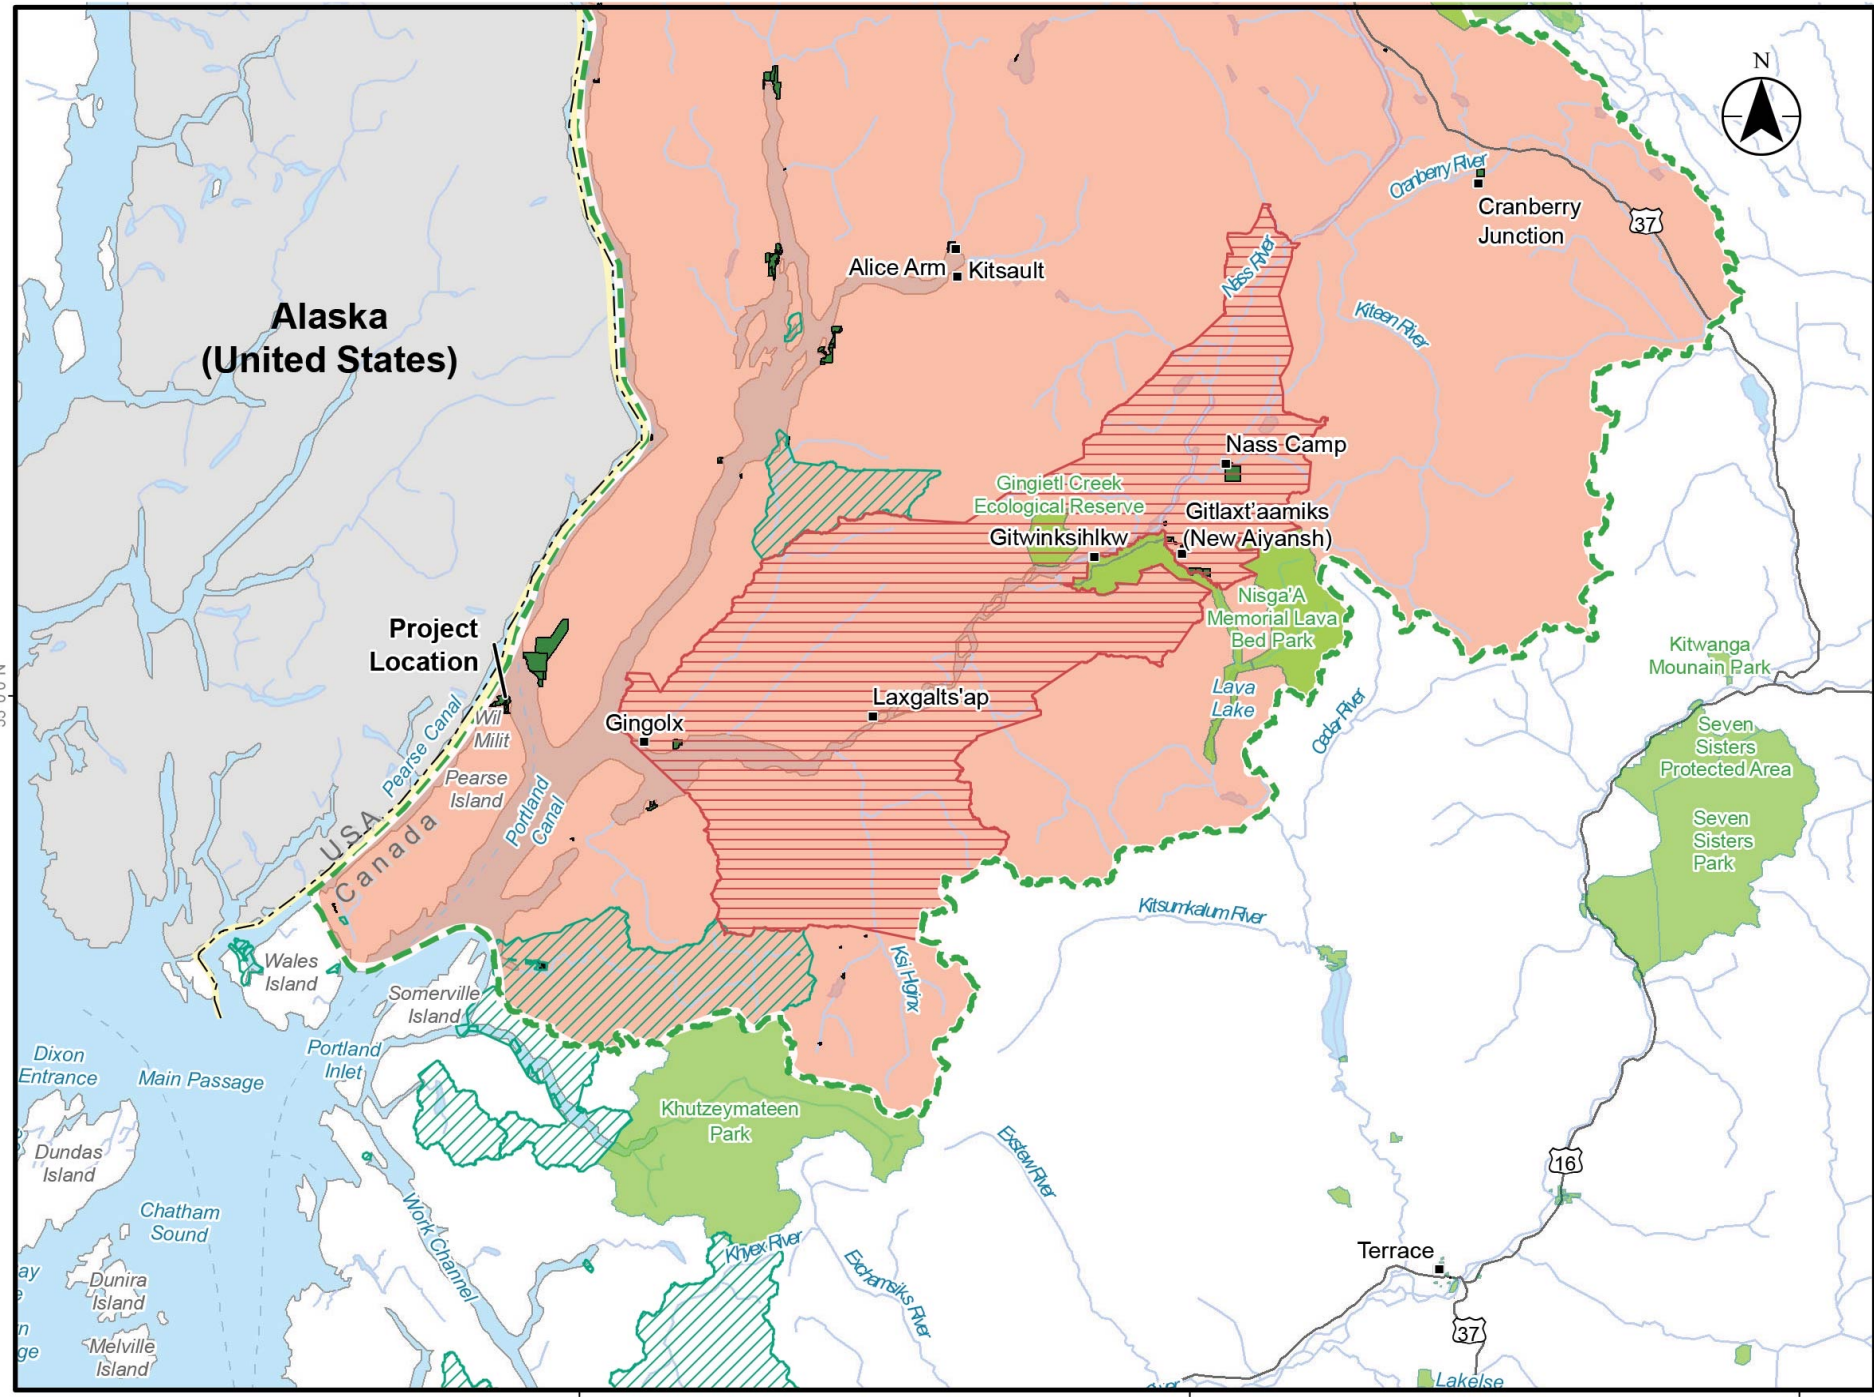 N
Cranberry River
Cranberry
Junction
37
Alice Arm
Kitsault
Nass River
Alaska
(United States)
Kiteen River
Nass Camp
Gingietl Creek
Ecological Reserve
Gitlaxt'aamiks
(New Aiyansh)
Gitwinksihlkw
Nisga'A
Memorial Lava
Bed Park
Project
Location
Kitwanga
Mounain Park
Lava
Lake
Laxgalts'ap
Gingolx
Wil
Milit
Pearse Canal
Cedar River
Seven
Sisters
Protected Area
Pearse
Island
Portland
Canal
USA
Canada
Seven
Sisters
Park
Kitsumkalum River
Ksi Hginx
Wales
Island
Somerville
Island
Portland
Inlet
Dixon
Entrance
Main Passage
Khutzeymateen
Park
Dundas
Island
Exstew River
16
Chatham
Sound
Work Channel
Khyex River
Exchamsiks River
Terrace
Dunira
Island
37
Melville
Island
Lakelse